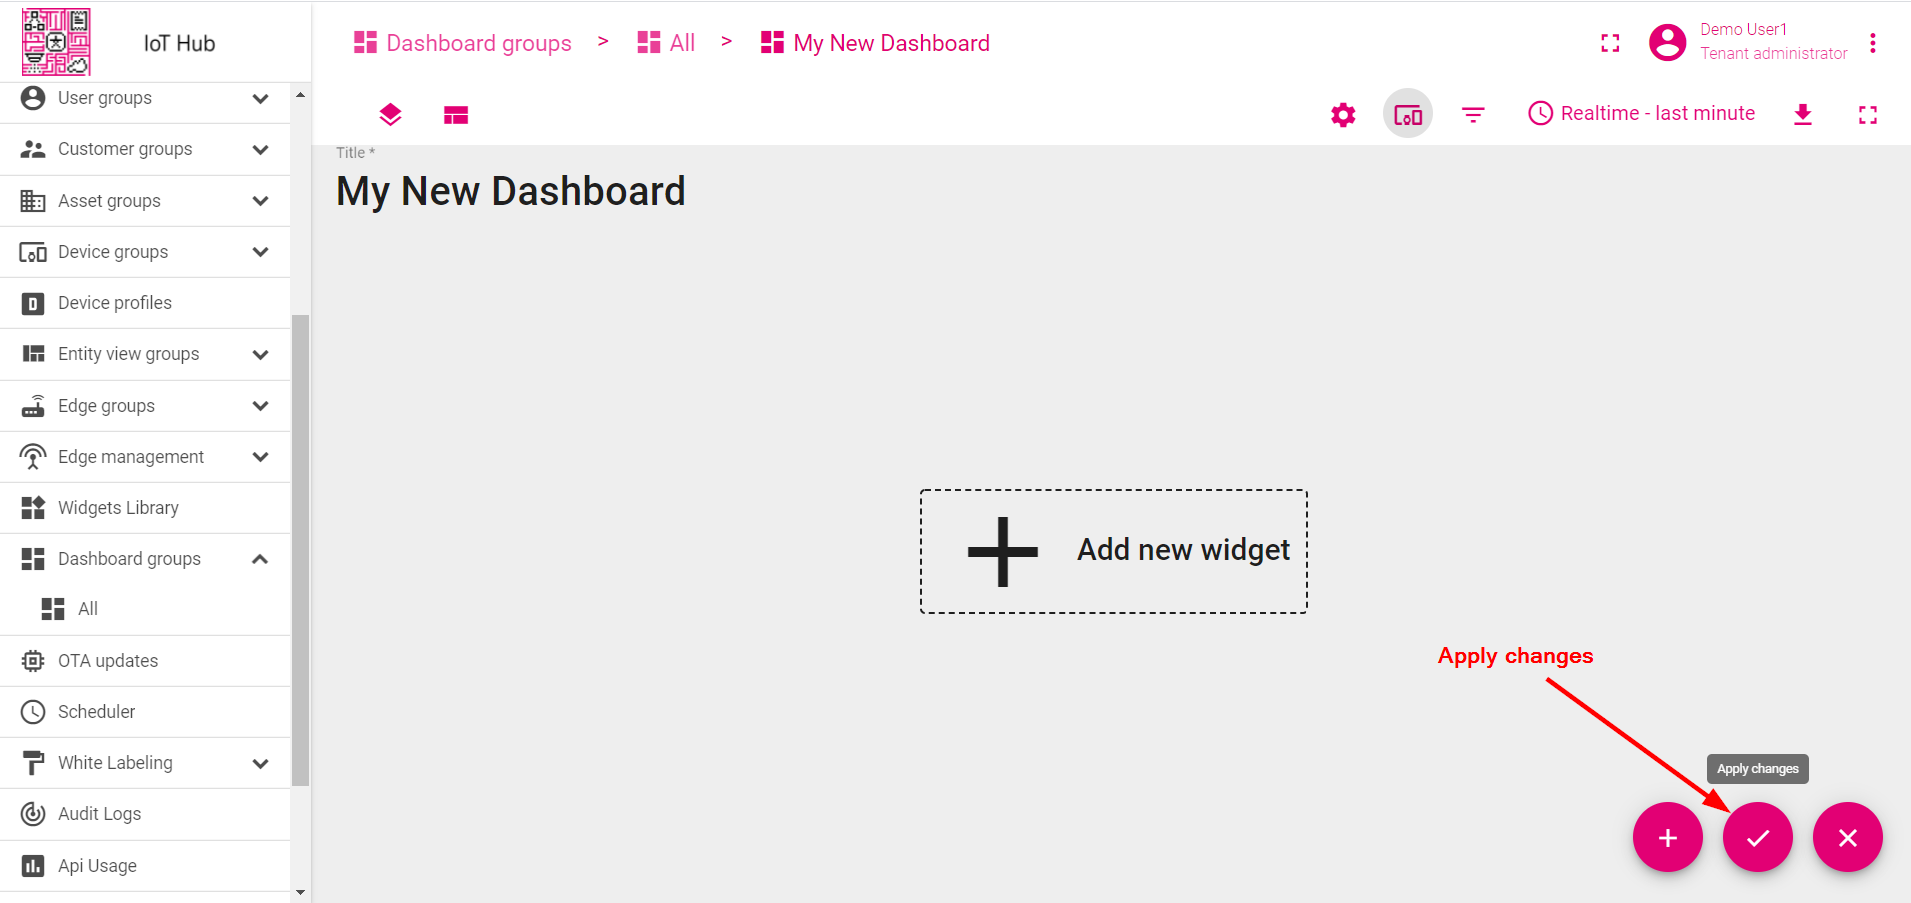 IoT Hub
Dashboard groups > All > My New Dashboard
Demo User1
Tenant administrator
User groups
Customer groups
Asset groups
Device groups
Device profiles
Entity view groups
Edge groups
Edge management
Widgets Library
Dashboard groups
All
OTA updates
Scheduler
White Labeling
Audit Logs
Api Usage
Realtime - last minute
Title *
My New Dashboard
Add new widget
Apply changes
Apply changes